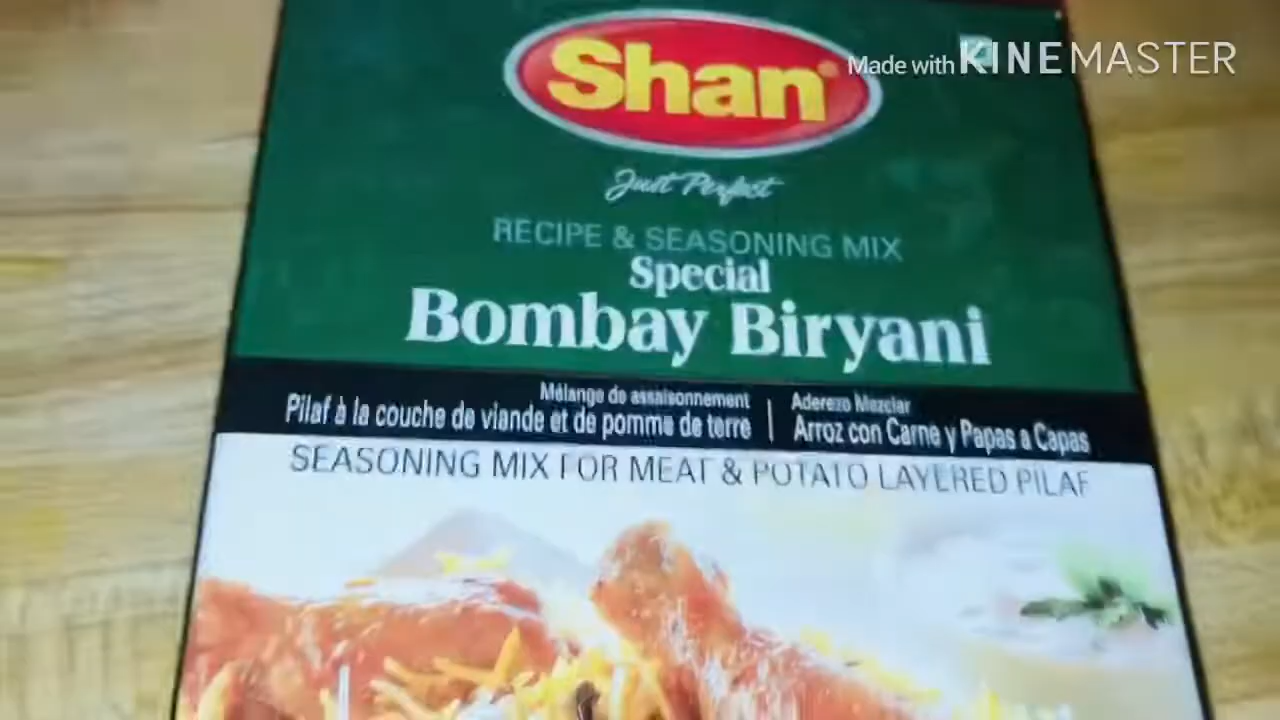 Shan
Made with KINEMASTER
Just Perfect
RECIPE & SEASONING MIX
Special
Bombay Biryani
Mélange de assaisonnement
Pilaf à la couche de viande et de pomme de terre
Aderezo Mezclar
Arroz con Carne y Papas a Capas
SEASONING MIX FOR MEAT & POTATO LAYERED PILAF